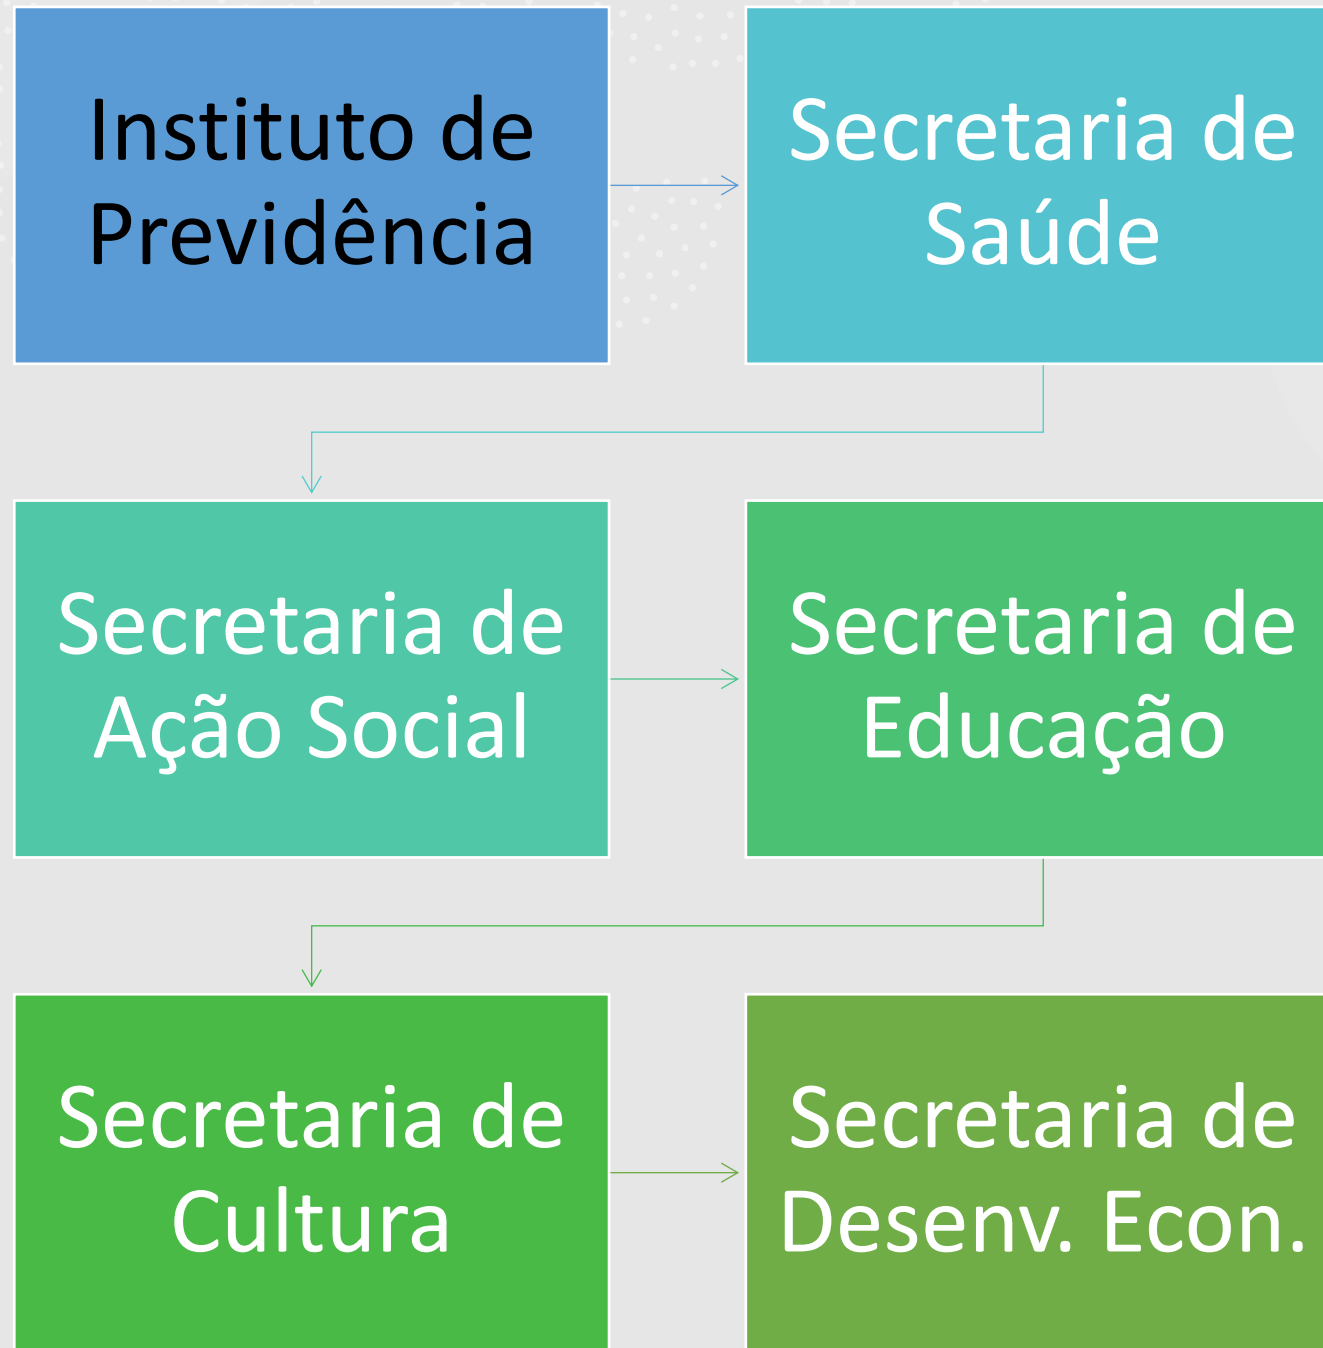 Instituto de
Previdência
Secretaria de
Saúde
Secretaria de
Ação Social
Secretaria de
Educação
Secretaria de
Cultura
Secretaria de
Desenv. Econ.